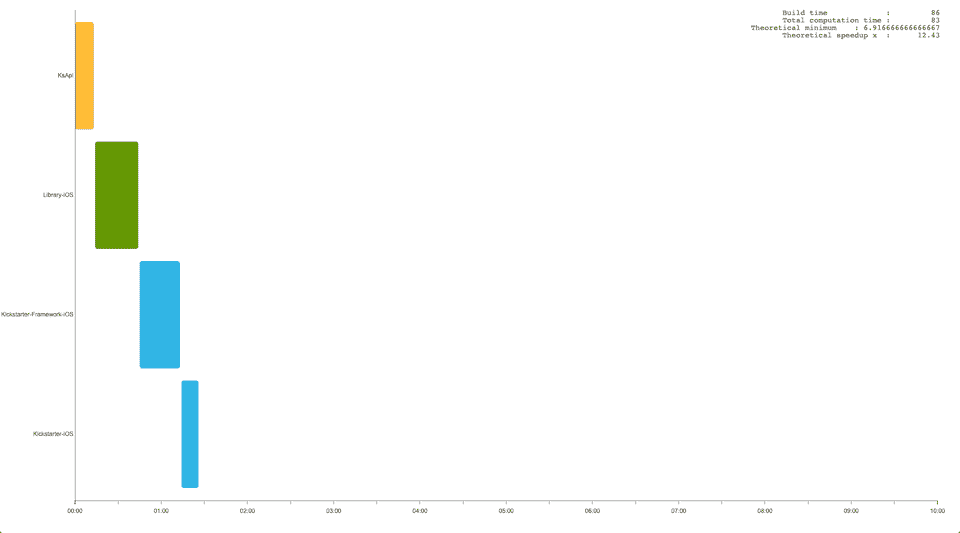 Build time : 86
Total computation time : 83
Theoretical minimum : 6.916666666666667
Theoretical speedup x : 12.43
KsApi
Library-iOS
Kickstarter-Framework-iOS
Kickstarter-iOS
00:00 01:00 02:00 03:00 04:00 05:00 06:00 07:00 08:00 09:00 10:00